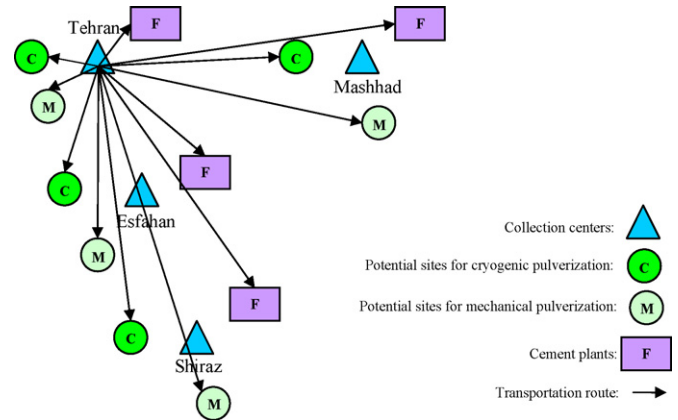 Tehran
F
F
C
C
Mashhad
M
M
F
C
Esfahan
M
F
C
Shiraz
M
Collection centers:
Potential sites for cryogenic pulverization: C
Potential sites for mechanical pulverization: M
Cement plants: F
Transportation route: